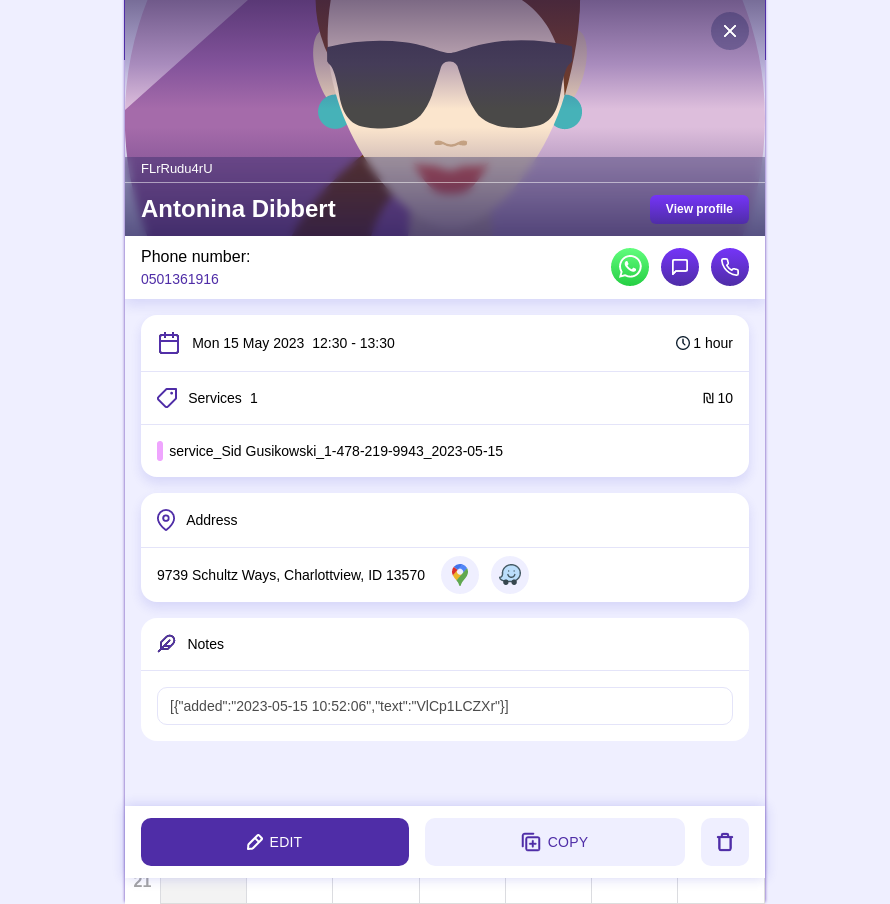 FLrRudu4rU
Antonina Dibbert
View profile
Phone number:
0501361916
Mon 15 May 2023 12:30 - 13:30
1 hour
Services 1
₪ 10
service_Sid Gusikowski_1-478-219-9943_2023-05-15
Address
9739 Schultz Ways, Charlottview, ID 13570
Notes
[{"added":"2023-05-15 10:52:06","text":"VlCp1LCZXr"}]
EDIT
COPY
21